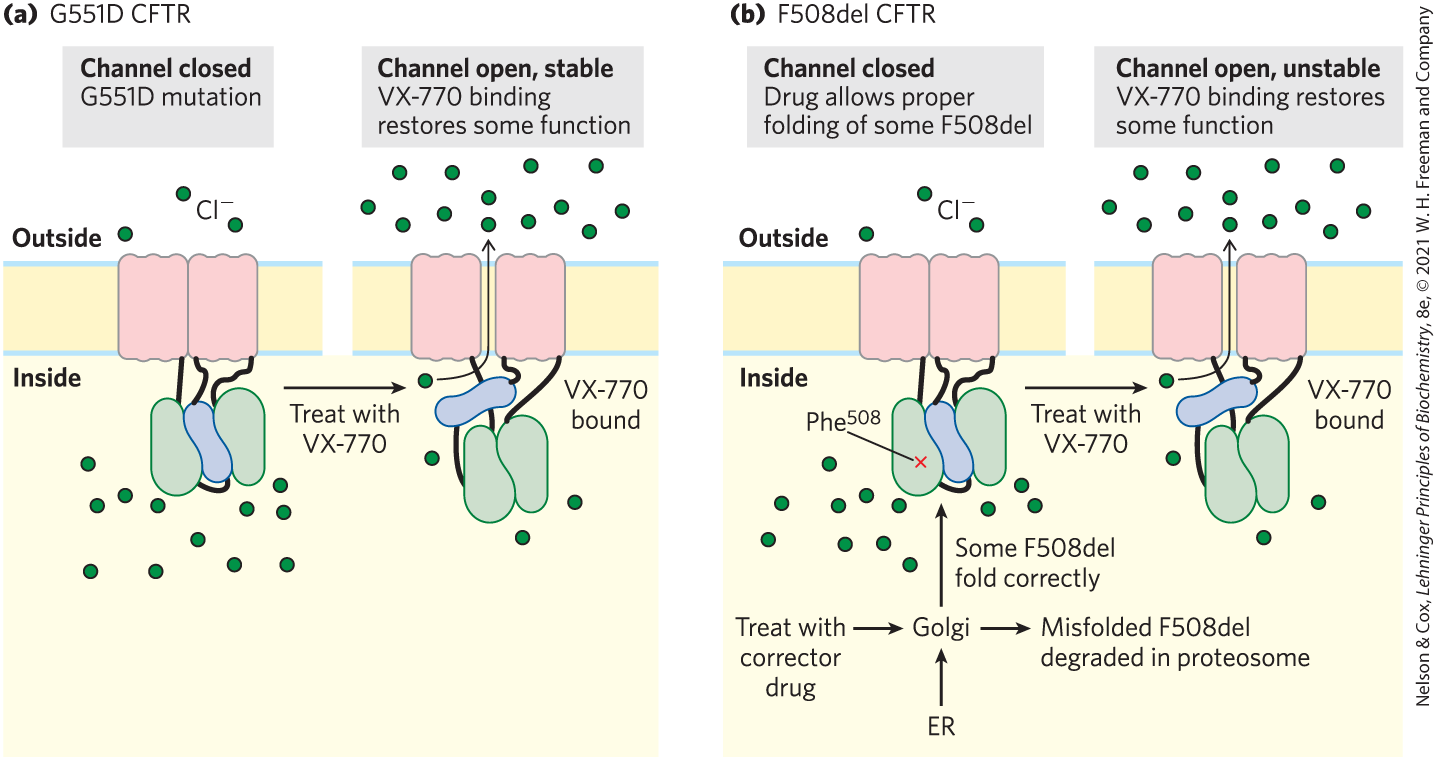 (a) G551D CFTR
Channel closed
G551D mutation
Channel open, stable
VX-770 binding
restores some function
Cl⁻
Outside
Inside
Treat with
VX-770
VX-770
bound
(b) F508del CFTR
Channel closed
Drug allows proper
folding of some F508del
Channel open, unstable
VX-770 binding restores
some function
Cl⁻
Outside
Inside
Phe⁵⁰⁸
Treat with
VX-770
VX-770
bound
Some F508del
fold correctly
Treat with
corrector
drug
Golgi
Misfolded F508del
degraded in proteosome
ER
Nelson & Cox, Lehninger Principles of Biochemistry, 8e, © 2021 W. H. Freeman and Company